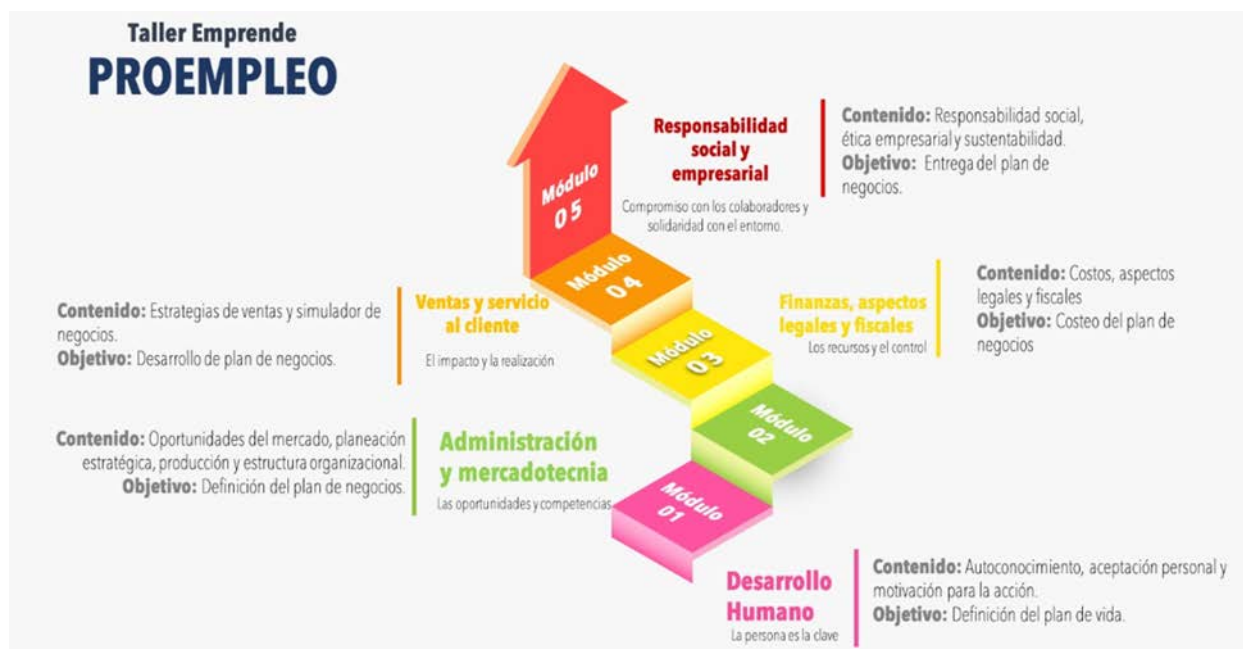 Taller Emprende
PROEMPLEO
Módulo
05
Responsabilidad
social y
empresarial
Compromiso con los colaboradores y
solidaridad con el entorno.
Contenido: Responsabilidad social,
ética empresarial y sustentabilidad.
Objetivo: Entrega del plan de
negocios.
Módulo
04
Contenido: Estrategias de ventas y simulador de
negocios.
Objetivo: Desarrollo de plan de negocios.
Ventas y servicio
al cliente
El impacto y la realización
Módulo
03
Finanzas, aspectos
legales y fiscales
Los recursos y el control
Contenido: Costos, aspectos
legales y fiscales
Objetivo: Costeo del plan de
negocios
Módulo
02
Contenido: Oportunidades del mercado, planeación
estratégica, producción y estructura organizacional.
Objetivo: Definición del plan de negocios.
Administración
y mercadotecnia
Las oportunidades y competencias
Módulo
01
Desarrollo
Humano
La persona es la clave
Contenido: Autoconocimiento, aceptación personal y
motivación para la acción.
Objetivo: Definición del plan de vida.